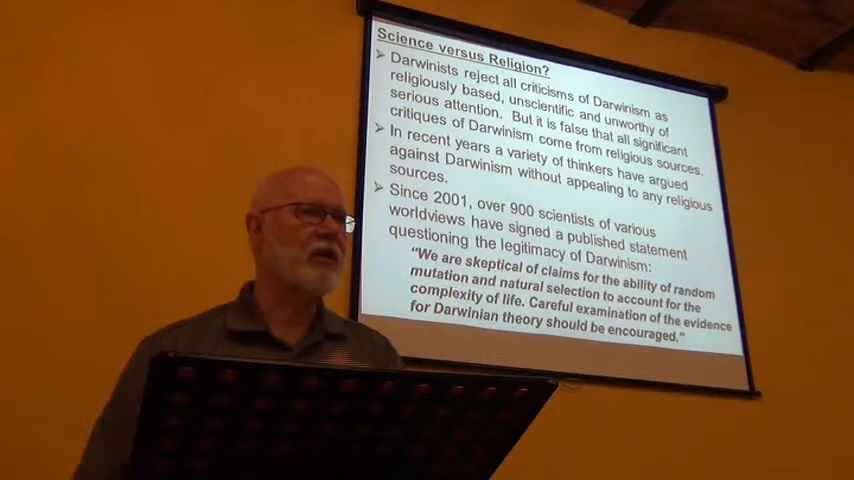 Science versus Religion?
➢ Darwinists reject all criticisms of Darwinism as
religiously based, unscientific and unworthy of
serious attention. But it is false that all significant
critiques of Darwinism come from religious sources.
➢ In recent years a variety of thinkers have argued
against Darwinism without appealing to any religious
sources.
➢ Since 2001, over 900 scientists of various
worldviews have signed a published statement
questioning the legitimacy of Darwinism:
"We are skeptical of claims for the ability of random
mutation and natural selection to account for the
complexity of life. Careful examination of the evidence
for Darwinian theory should be encouraged."